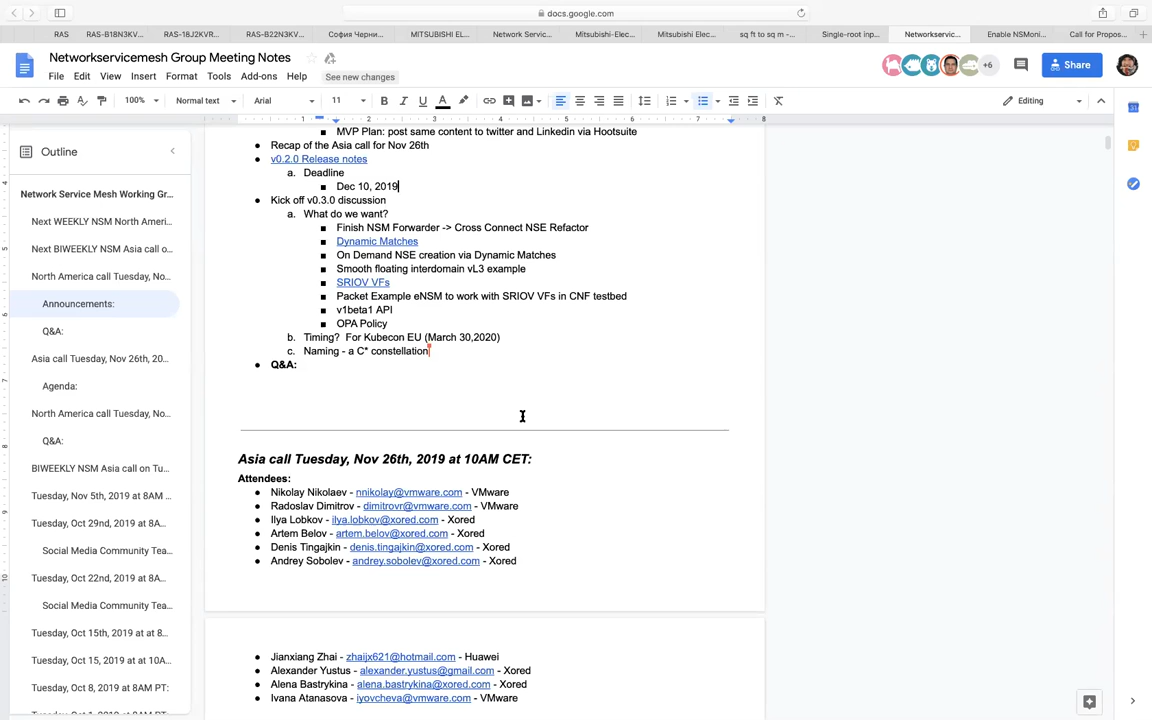 docs.google.com
RAS
RAS-B18N3KV...
RAS-18J2KVR...
RAS-B22N3KV...
София Черни...
MITSUBISHI EL...
Network Servic...
Mitsubishi-Elec...
Mitsubishi Elec...
sq ft to sq m -...
Single-root inp...
Networkservic...
Enable NSMoni...
Call for Propos...
Networkservicemesh Group Meeting Notes
File Edit View Insert Format Tools Add-ons Help See new changes
+6
Share
100% Normal text Arial 11 B I U A Editing
1 2 3 4 5 6 7 8
Outline
Network Service Mesh Working Gr...
Next WEEKLY NSM North Ameri...
Next BIWEEKLY NSM Asia call o...
North America call Tuesday, No...
Announcements:
Q&A:
Asia call Tuesday, Nov 26th, 20...
Agenda:
North America call Tuesday, No...
Q&A:
BIWEEKLY NSM Asia call on Tu...
Tuesday, Nov 5th, 2019 at 8AM ...
Tuesday, Oct 29nd, 2019 at 8A...
Social Media Community Tea...
Tuesday, Oct 22nd, 2019 at 8A...
Social Media Community Tea...
Tuesday, Oct 15th, 2019 at at 8...
Tuesday, Oct 15, 2019 at at 10A...
Tuesday, Oct 8, 2019 at 8AM PT:
■ MVP Plan: post same content to twitter and Linkedin via Hootsuite
● Recap of the Asia call for Nov 26th
● v0.2.0 Release notes
a. Deadline
■ Dec 10, 2019
● Kick off v0.3.0 discussion
a. What do we want?
■ Finish NSM Forwarder -> Cross Connect NSE Refactor
■ Dynamic Matches
■ On Demand NSE creation via Dynamic Matches
■ Smooth floating interdomain vL3 example
■ SRIOV VFs
■ Packet Example eNSM to work with SRIOV VFs in CNF testbed
■ v1beta1 API
■ OPA Policy
b. Timing? For Kubecon EU (March 30,2020)
c. Naming - a C* constellation
● Q&A:
Asia call Tuesday, Nov 26th, 2019 at 10AM CET:
Attendees:
● Nikolay Nikolaev - nnikolay@vmware.com - VMware
● Radoslav Dimitrov - dimitrovr@vmware.com - VMware
● Ilya Lobkov - ilya.lobkov@xored.com - Xored
● Artem Belov - artem.belov@xored.com - Xored
● Denis Tingajkin - denis.tingajkin@xored.com - Xored
● Andrey Sobolev - andrey.sobolev@xored.com - Xored
● Jianxiang Zhai - zhaijx621@hotmail.com - Huawei
● Alexander Yustus - alexander.yustus@gmail.com - Xored
● Alena Bastrykina - alena.bastrykina@xored.com - Xored
● Ivana Atanasova - iyovcheva@vmware.com - VMware